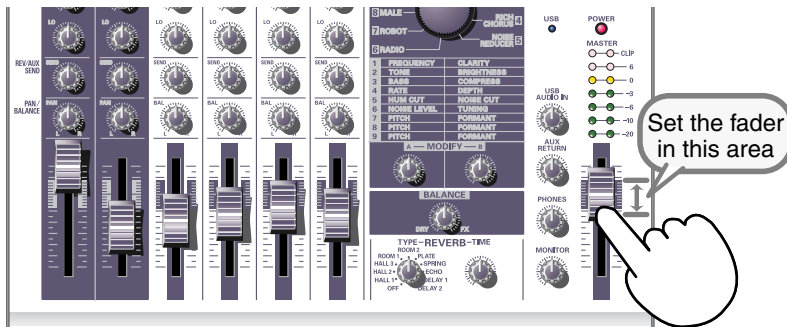 LO LO LO LO LO LO
REV/AUX SEND
SEND SEND SEND SEND SEND SEND
PAN/ BALANCE
PAN PAN BAL BAL BAL BAL
L R L R L L L L
8 MALE
7 ROBOT
6 RADIO
RICH CHORUS 4
NOISE REDUCER 5
1 FREQUENCY CLARITY
2 TONE BRIGHTNESS
3 BASS COMPRESS
4 RATE DEPTH
5 HUM CUT NOISE CUT
6 NOISE LEVEL TUNING
7 PITCH FORMANT
8 PITCH FORMANT
9 PITCH FORMANT
A — MODIFY — B
BALANCE
DRY FX
TYPE–REVERB–TIME
ROOM 2
ROOM 1 PLATE
HALL 3 SPRING
HALL 2 ECHO
HALL 1 DELAY 1
OFF DELAY 2
USB
POWER
MASTER
CLIP
6
0
–3
–6
–10
–20
USB
AUDIO IN
AUX
RETURN
PHONES
MONITOR
Set the fader
in this area